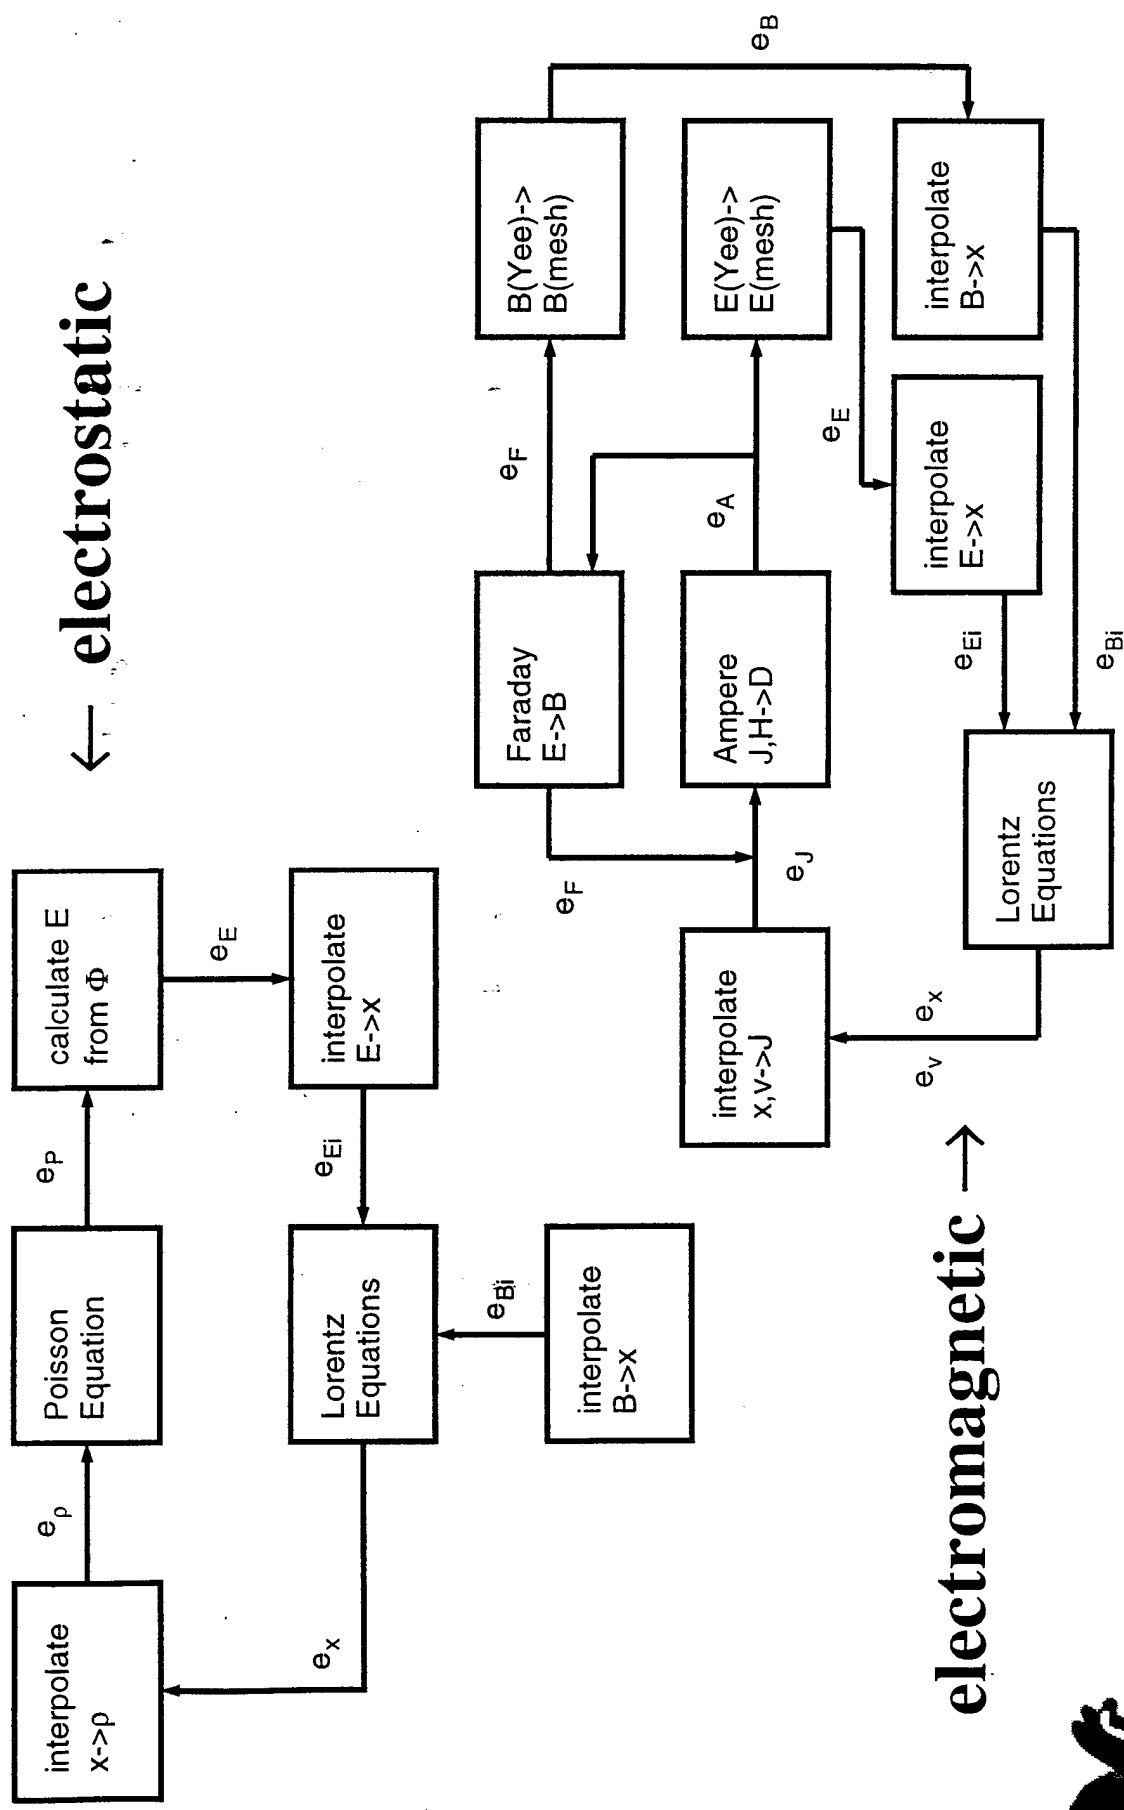 interpolate
x->ρ
e_ρ
Poisson
Equation
e_P
calculate E
from Φ
e_E
interpolate
E->x
e_Ei
Lorentz
Equations
e_x
e_Bi
interpolate
B->x
← electrostatic
Faraday
E->B
e_F
B(Yee)->
B(mesh)
e_B
e_F
e_A
interpolate
x,v->J
e_J
Ampere
J,H->D
E(Yee)->
E(mesh)
e_E
e_v
e_x
interpolate
E->x
interpolate
B->x
e_Ei
Lorentz
Equations
e_Bi
electromagnetic →